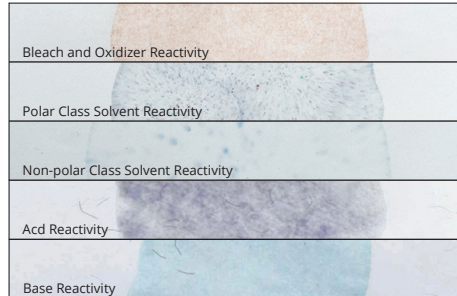 Bleach and Oxidizer Reactivity
Polar Class Solvent Reactivity
Non-polar Class Solvent Reactivity
Acd Reactivity
Base Reactivity